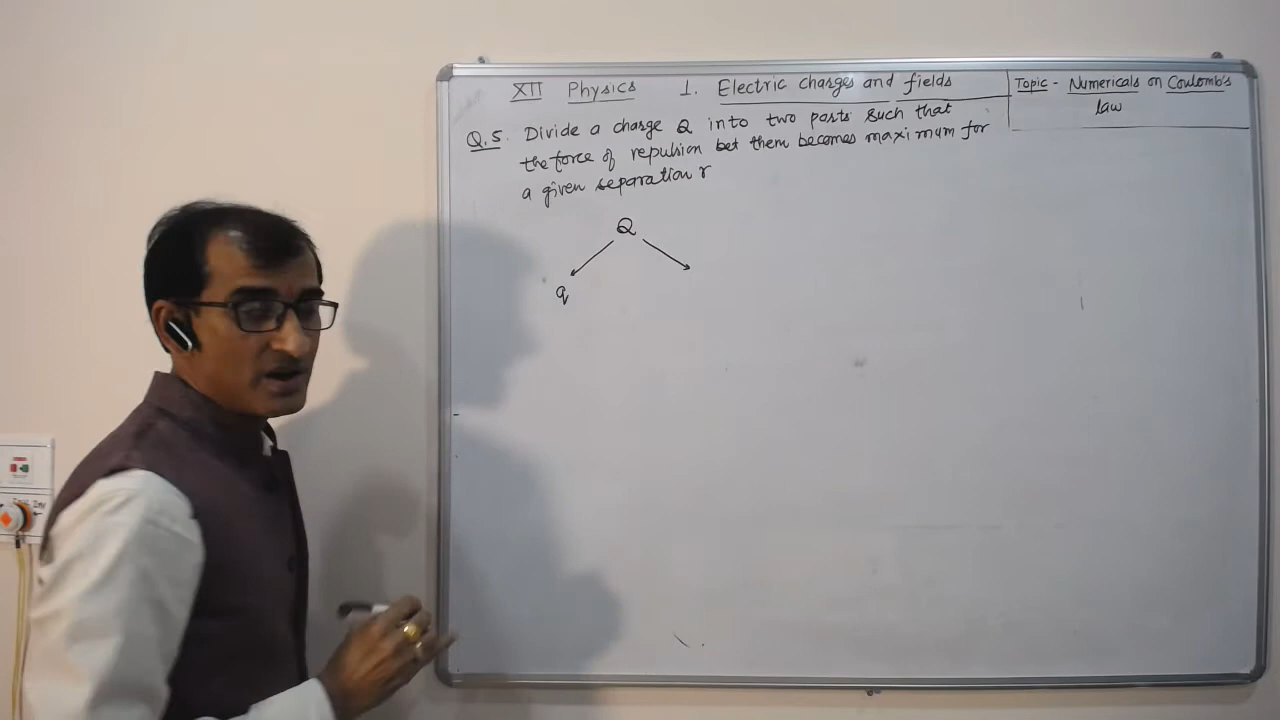 XII Physics 1. Electric charges and fields
Topic - Numericals on Coulomb's
law
Q.5. Divide a charge Q into two parts such that
the force of repulsion bet them becomes maximum for
a given separation r
Q
q